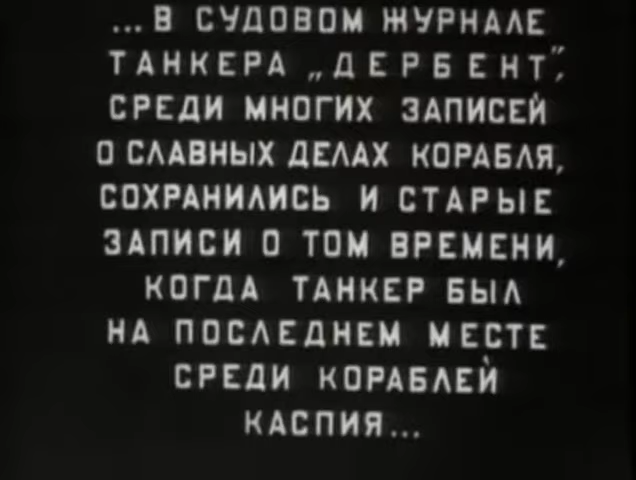 ...В СУДОВОМ ЖУРНАЛЕ
ТАНКЕРА „ДЕРБЕНТ”,
СРЕДИ МНОГИХ ЗАПИСЕЙ
О СЛАВНЫХ ДЕЛАХ КОРАБЛЯ,
СОХРАНИЛИСЬ И СТАРЫЕ
ЗАПИСИ О ТОМ ВРЕМЕНИ,
КОГДА ТАНКЕР БЫЛ
НА ПОСЛЕДНЕМ МЕСТЕ
СРЕДИ КОРАБЛЕЙ
КАСПИЯ...